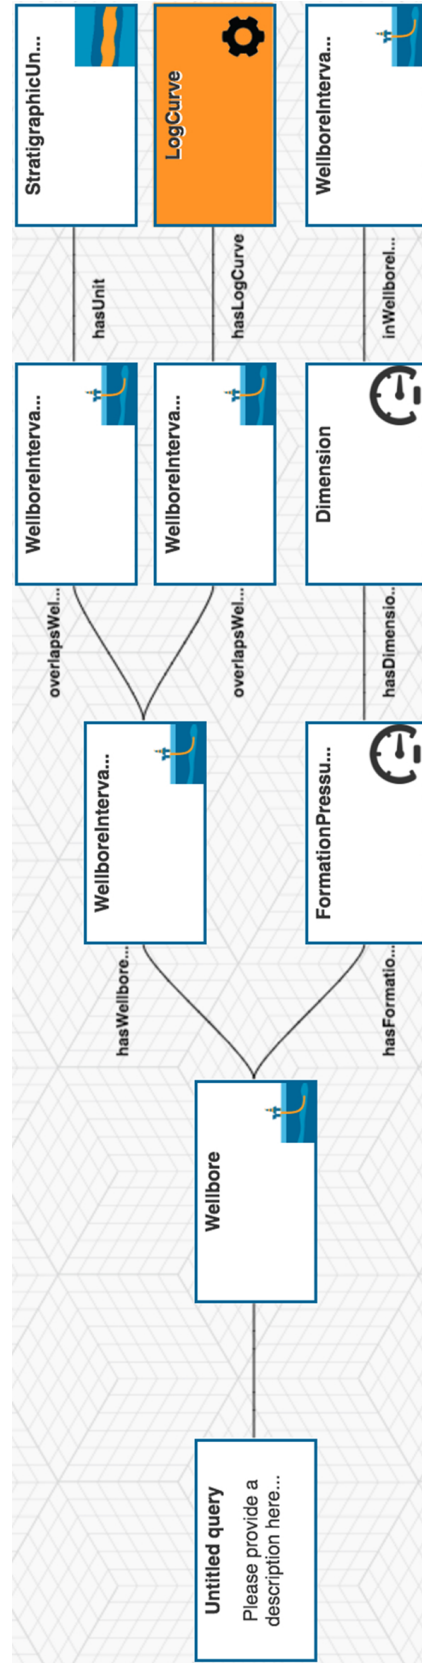 Untitled query
Please provide a
description here...
Wellbore
hasWellbore...
WellboreInterva...
overlapsWel...
WellboreInterva...
hasUnit
StratigraphicUn...
overlapsWel...
WellboreInterva...
hasLogCurve
LogCurve
hasFormatio...
FormationPressu...
hasDimensio...
Dimension
inWellboreI...
WellboreInterva...